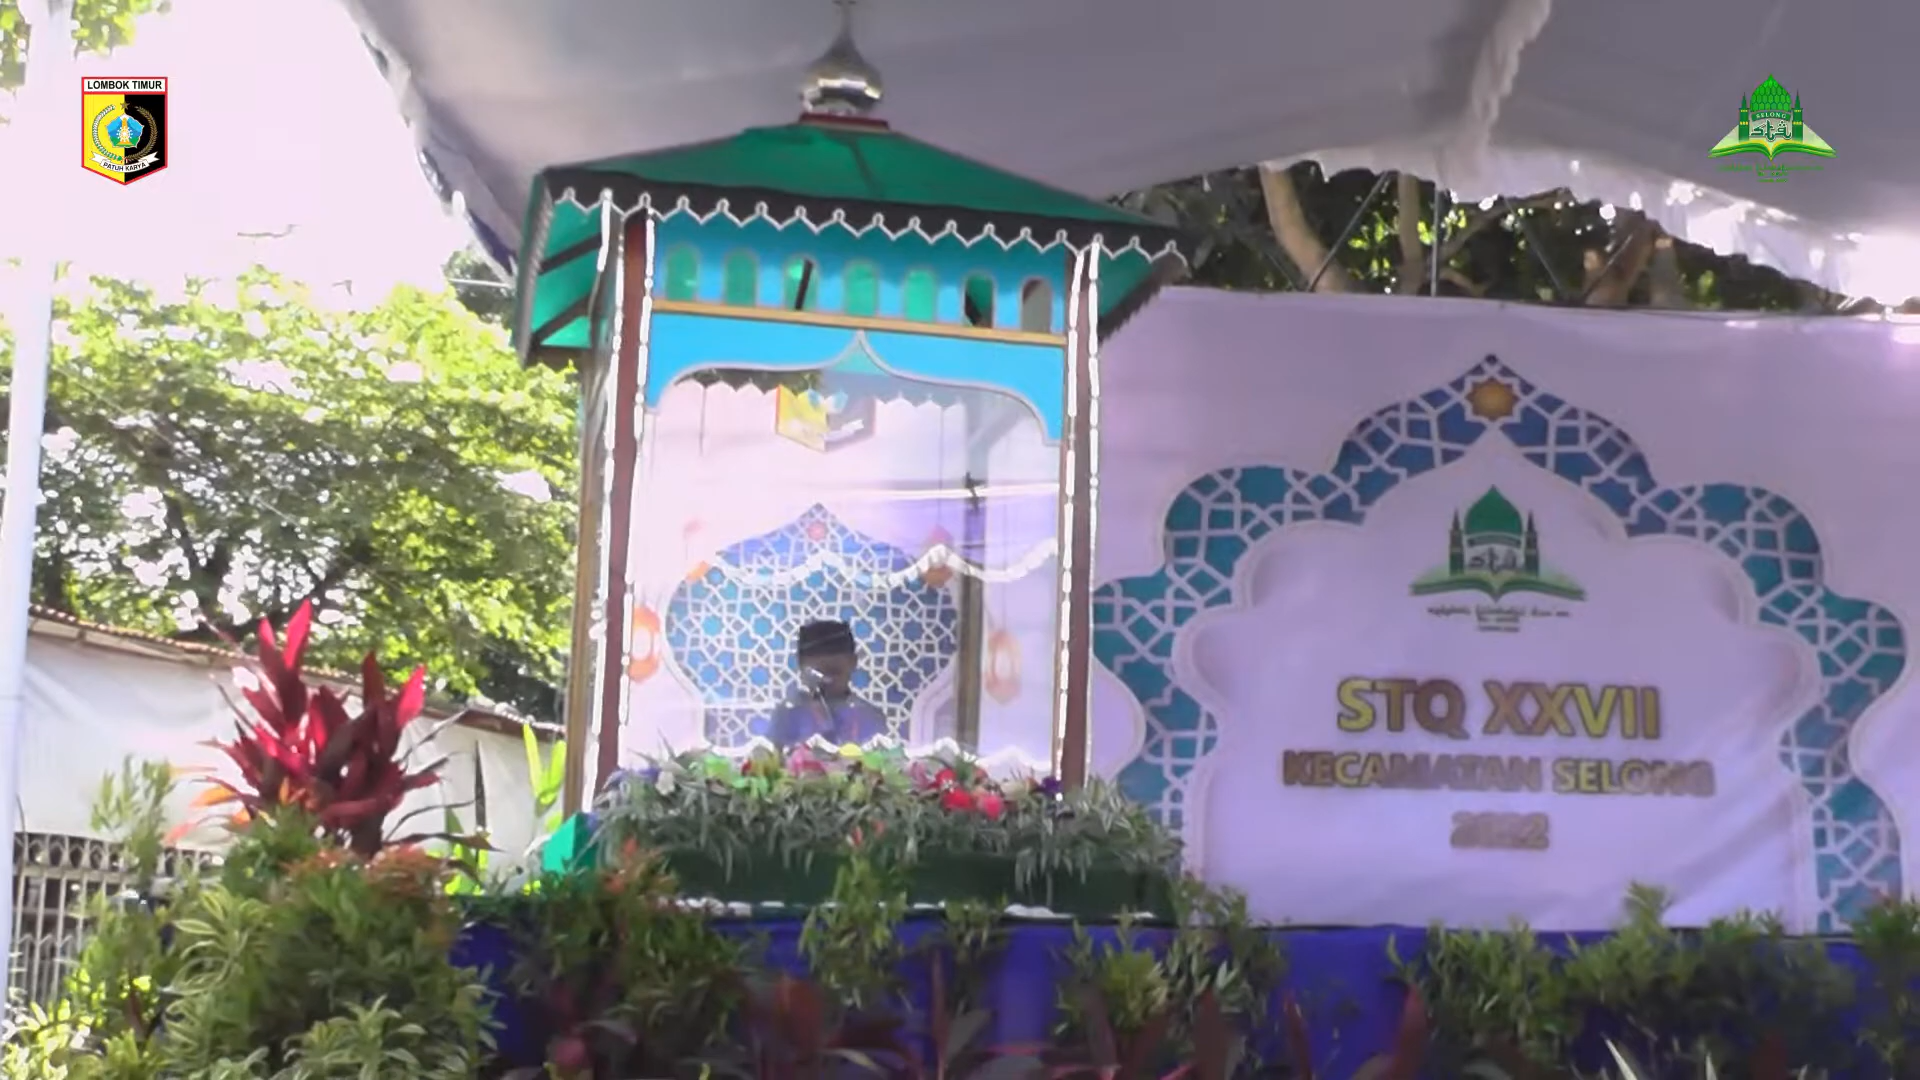 LOMBOK TIMUR
PATUH KARYA
SELONG
STQ XXVII
KECAMATAN SELONG
2022